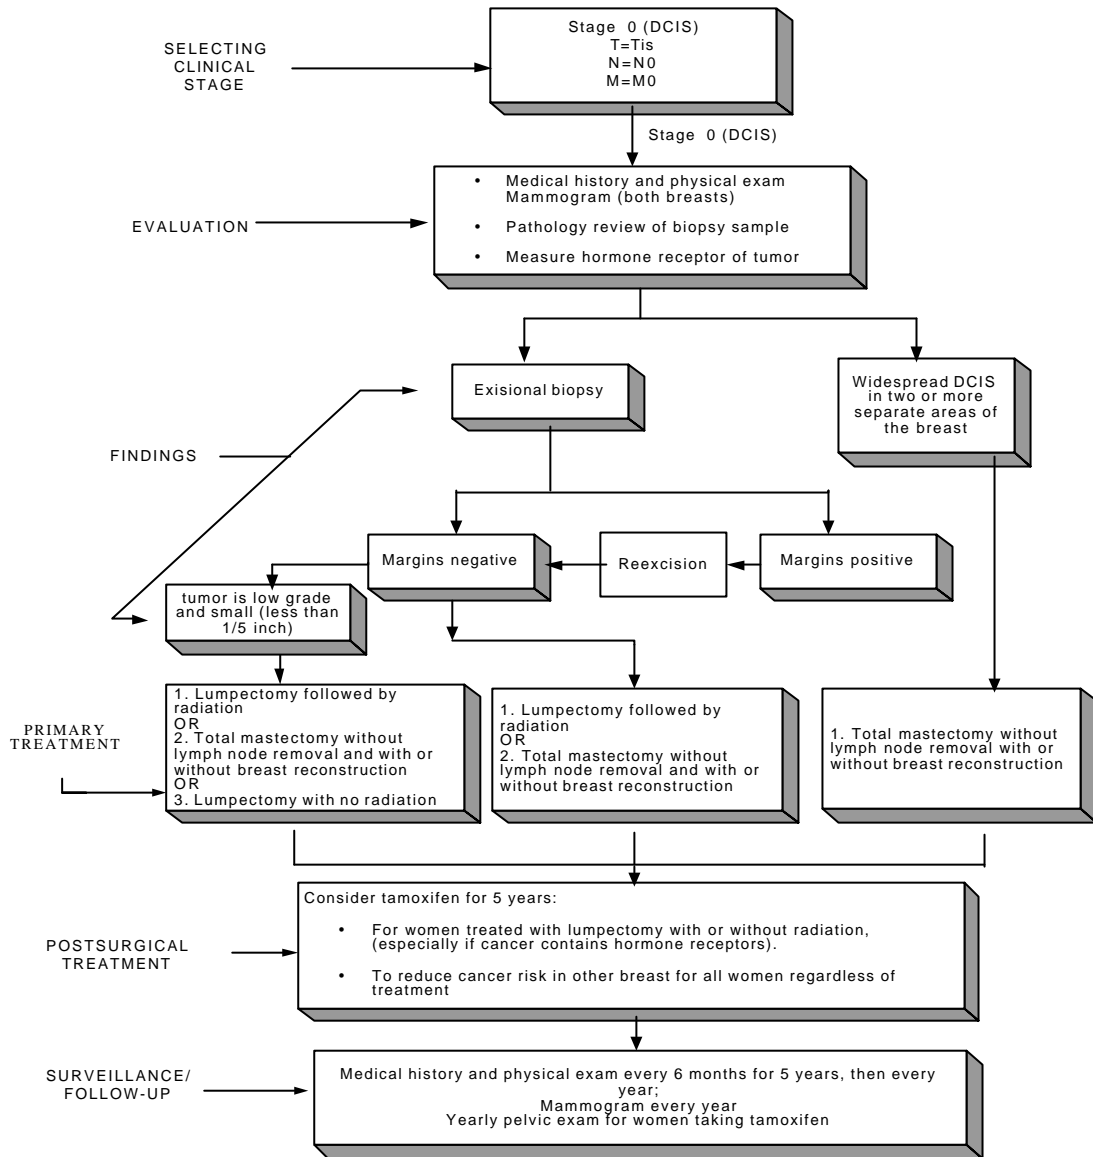 SELECTING
CLINICAL
STAGE
Stage 0 (DCIS)
T=Tis
N=N0
M=M0
Stage 0 (DCIS)
EVALUATION
• Medical history and physical exam
Mammogram (both breasts)
• Pathology review of biopsy sample
• Measure hormone receptor of tumor
FINDINGS
Exisional biopsy
Widespread DCIS
in two or more
separate areas of
the breast
Margins negative
Reexcision
Margins positive
tumor is low grade
and small (less than
1/5 inch)
PRIMARY
TREATMENT
1. Lumpectomy followed by
radiation
OR
2. Total mastectomy without
lymph node removal and with or
without breast reconstruction
OR
3. Lumpectomy with no radiation
1. Lumpectomy followed by
radiation
OR
2. Total mastectomy without
lymph node removal and with or
without breast reconstruction
1. Total mastectomy without
lymph node removal with or
without breast reconstruction
POSTSURGICAL
TREATMENT
Consider tamoxifen for 5 years:
• For women treated with lumpectomy with or without radiation,
(especially if cancer contains hormone receptors).
• To reduce cancer risk in other breast for all women regardless of
treatment
SURVEILLANCE/
FOLLOW-UP
Medical history and physical exam every 6 months for 5 years, then every
year;
Mammogram every year
Yearly pelvic exam for women taking tamoxifen